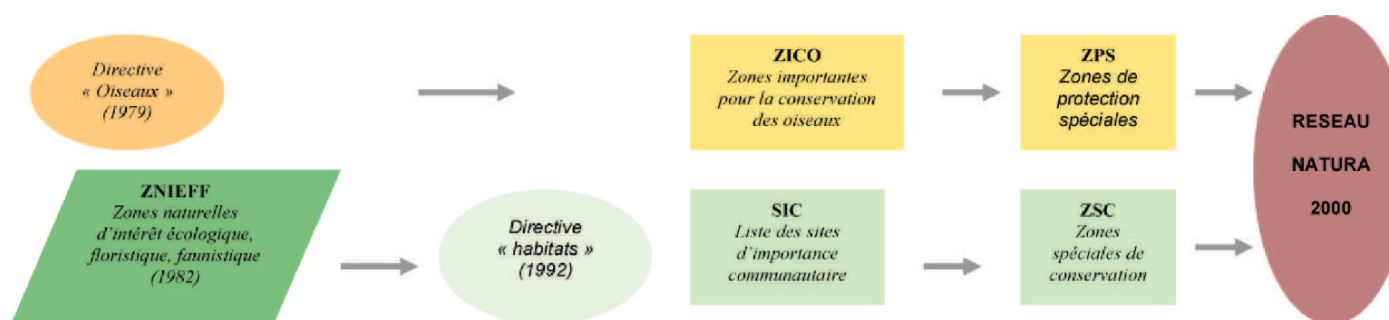 Directive
« Oiseaux »
(1979)
ZICO
Zones importantes
pour la conservation
des oiseaux
ZPS
Zones de
protection
spéciales
RESEAU
NATURA
2000
ZNIEFF
Zones naturelles
d'intérêt écologique,
floristique, faunistique
(1982)
Directive
« habitats »
(1992)
SIC
Liste des sites
d'importance
communautaire
ZSC
Zones
spéciales de
conservation